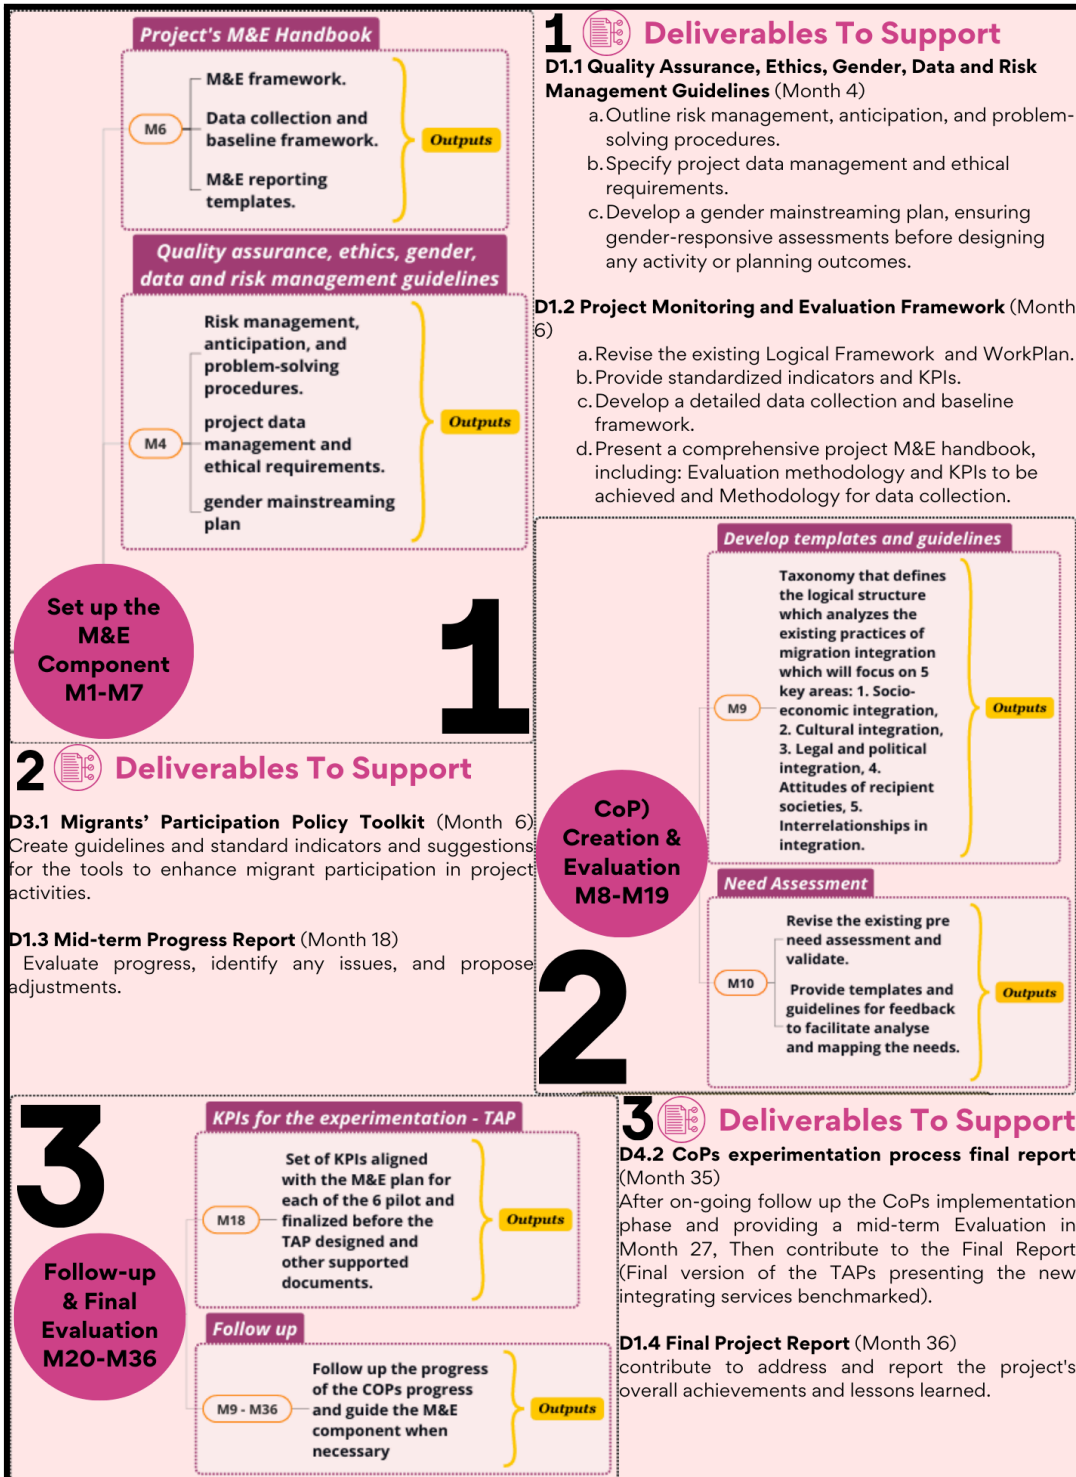 Project's M&E Handbook
M6
M&E framework.
Data collection and
baseline framework.
M&E reporting
templates.
Outputs
Quality assurance, ethics, gender,
data and risk management guidelines
M4
Risk management,
anticipation, and
problem-solving
procedures.
project data
management and
ethical requirements.
gender mainstreaming
plan
Outputs
Set up the
M&E
Component
M1-M7
1
1 Deliverables To Support
D1.1 Quality Assurance, Ethics, Gender, Data and Risk
Management Guidelines (Month 4)
a. Outline risk management, anticipation, and problem-
solving procedures.
b. Specify project data management and ethical
requirements.
c. Develop a gender mainstreaming plan, ensuring
gender-responsive assessments before designing
any activity or planning outcomes.
D1.2 Project Monitoring and Evaluation Framework (Month
6)
a. Revise the existing Logical Framework and WorkPlan.
b. Provide standardized indicators and KPIs.
c. Develop a detailed data collection and baseline
framework.
d. Present a comprehensive project M&E handbook,
including: Evaluation methodology and KPIs to be
achieved and Methodology for data collection.
2 Deliverables To Support
D3.1 Migrants' Participation Policy Toolkit (Month 6)
Create guidelines and standard indicators and suggestions
for the tools to enhance migrant participation in project
activities.
D1.3 Mid-term Progress Report (Month 18)
Evaluate progress, identify any issues, and propose
adjustments.
Develop templates and guidelines
M9
Taxonomy that defines
the logical structure
which analyzes the
existing practices of
migration integration
which will focus on 5
key areas: 1. Socio-
economic integration,
2. Cultural integration,
3. Legal and political
integration, 4.
Attitudes of recipient
societies, 5.
Interrelationships in
integration.
Outputs
CoP)
Creation &
Evaluation
M8-M19
2
Need Assessment
M10
Revise the existing pre
need assessment and
validate.
Provide templates and
guidelines for feedback
to facilitate analyse
and mapping the needs.
Outputs
3
KPIs for the experimentation - TAP
M18
Set of KPIs aligned
with the M&E plan for
each of the 6 pilot and
finalized before the
TAP designed and
other supported
documents.
Outputs
Follow-up
& Final
Evaluation
M20-M36
Follow up
M9 - M36
Follow up the progress
of the COPs progress
and guide the M&E
component when
necessary
Outputs
3 Deliverables To Support
D4.2 CoPs experimentation process final report
(Month 35)
After on-going follow up the CoPs implementation
phase and providing a mid-term Evaluation in
Month 27, Then contribute to the Final Report
(Final version of the TAPs presenting the new
integrating services benchmarked).
D1.4 Final Project Report (Month 36)
contribute to address and report the project's
overall achievements and lessons learned.